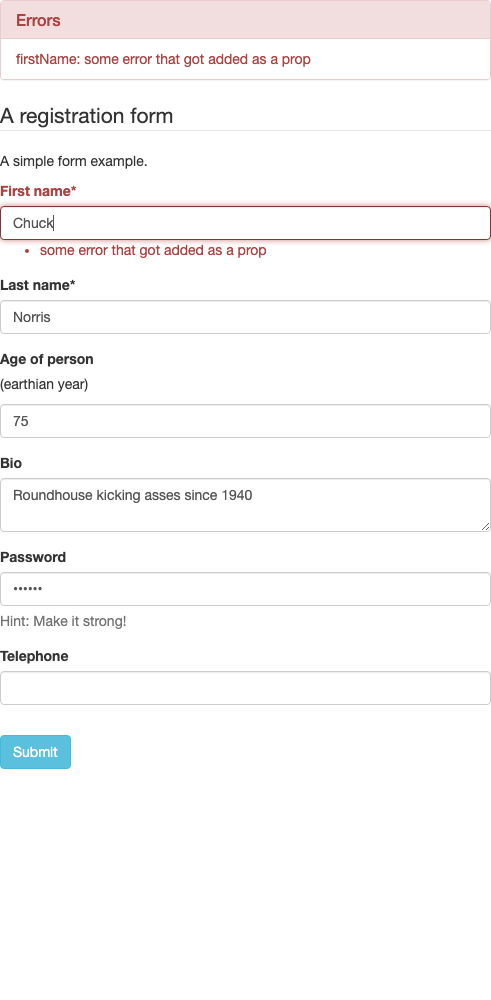 Errors
firstName: some error that got added as a prop
A registration form
A simple form example.
First name*
Chuck
some error that got added as a prop
Last name*
Norris
Age of person
(earthian year)
75
Bio
Roundhouse kicking asses since 1940
Password
••••••
Hint: Make it strong!
Telephone
Submit